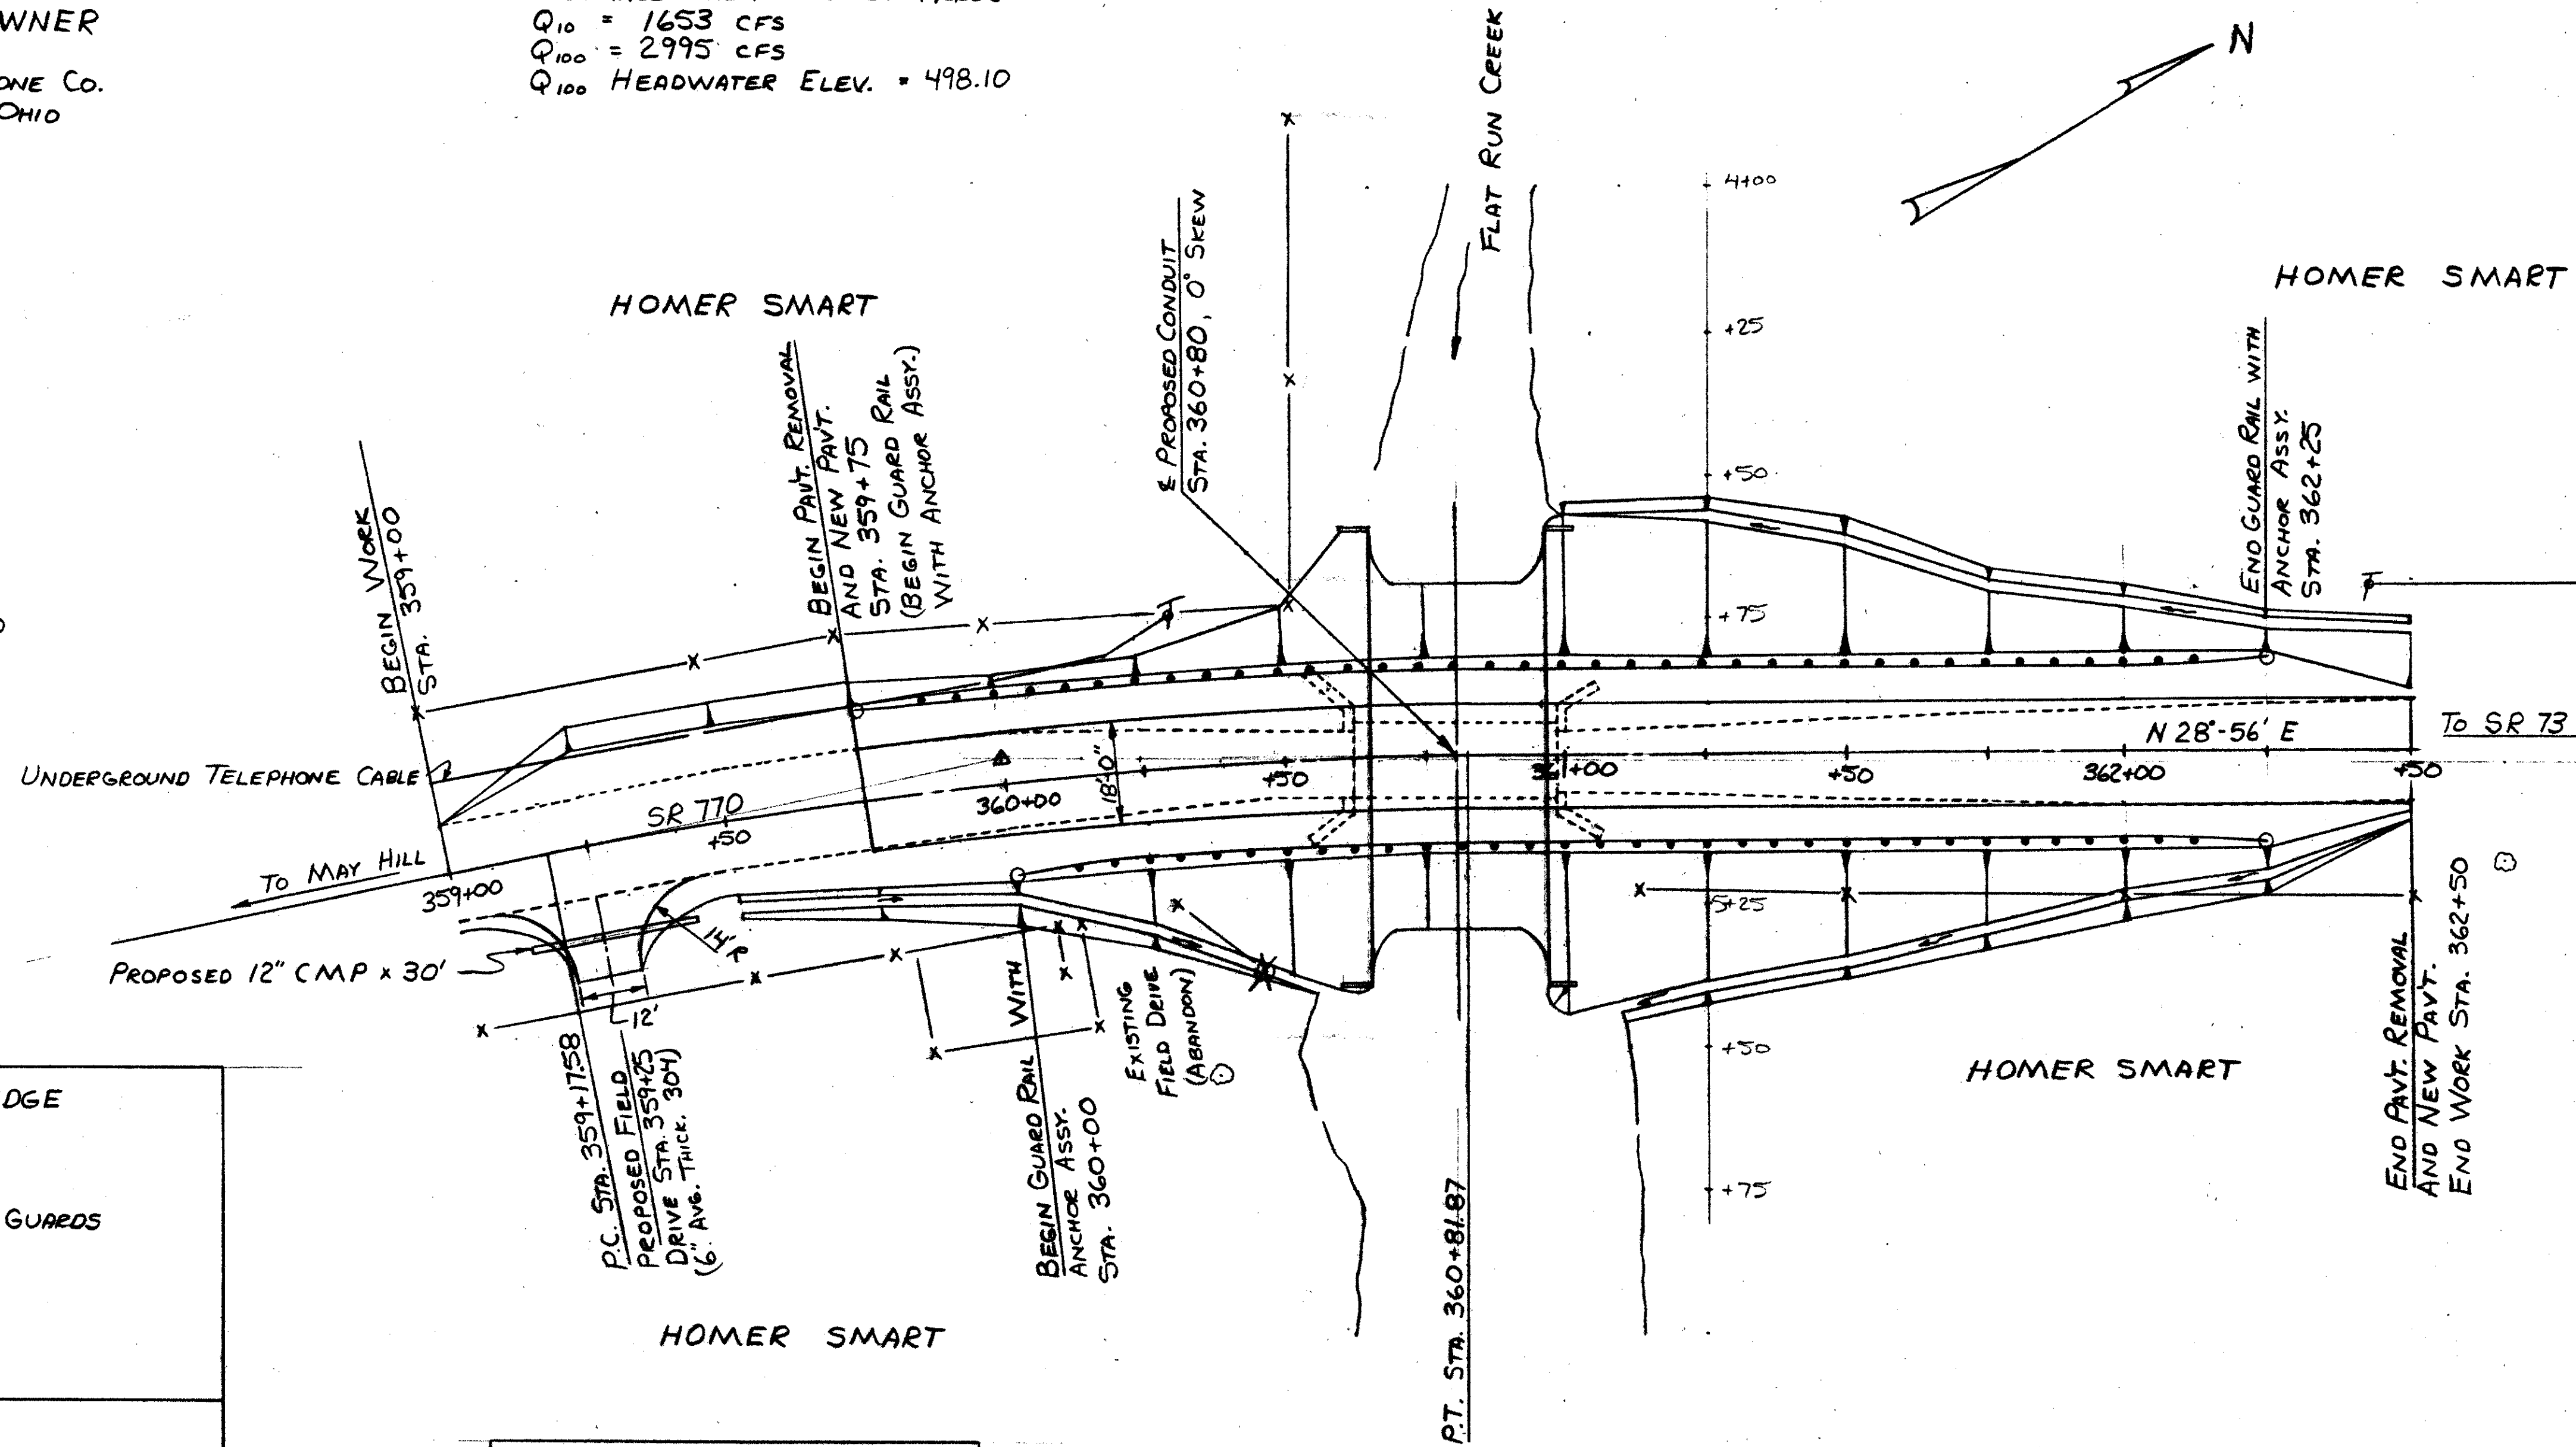 WNER
ONE CO.
OHIO
Q10 = 1653 CFS
Q100 = 2995 CFS
Q100 HEADWATER ELEV. = 498.10
N
FLAT RUN CREEK
HOMER SMART
HOMER SMART
BEGIN WORK
STA. 359+00
BEGIN PAV'T. REMOVAL
AND NEW PAV'T.
STA. 359+75
(BEGIN GUARD RAIL
WITH ANCHOR ASSY.)
℄ PROPOSED CONDUIT
STA. 360+80, 0° SKEW
4+00
+25
+50
+75
END GUARD RAIL WITH
ANCHOR ASSY.
STA. 362+25
UNDERGROUND TELEPHONE CABLE
SR 770
TO MAY HILL
359+00
+50
360+00
18'-0"
+50
361+00
+50
362+00
+50
N 28°-56' E
TO SR 73
PROPOSED 12" CMP x 30'
14' R
12'
P.C. STA. 359+17.58
PROPOSED FIELD
DRIVE STA. 359+25
(6" AVG. THICK. 304)
BEGIN GUARD RAIL WITH
ANCHOR ASSY.
STA. 360+00
EXISTING
FIELD DRIVE
(ABANDON)
P.T. STA. 360+81.87
5+25
+50
+75
HOMER SMART
HOMER SMART
END PAV'T. REMOVAL
AND NEW PAV'T.
END WORK STA. 362+50
DGE
GUARDS